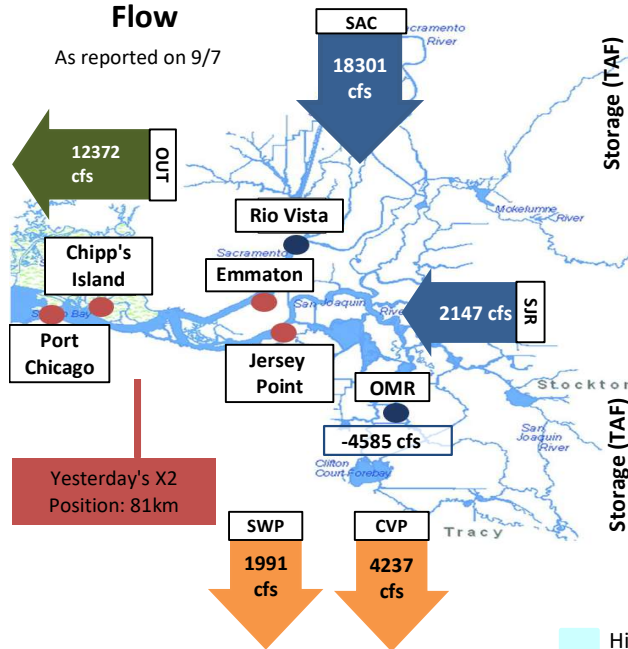 Flow
As reported on 9/7
SAC
18301
cfs
Sacramento
River
Storage (TAF)
12372
cfs
OUT
Rio Vista
Mokelumne
River
Chipp's
Island
Sacramento
Emmaton
San Joaquin
River
2147 cfs
SJR
Port
Chicago
Jersey
Point
OMR
Stockton
-4585 cfs
San
Joaquin
River
Clifton
Court Forebay
Storage (TAF)
Yesterday's X2
Position: 81km
SWP
CVP
Tracy
1991
cfs
4237
cfs
Hi